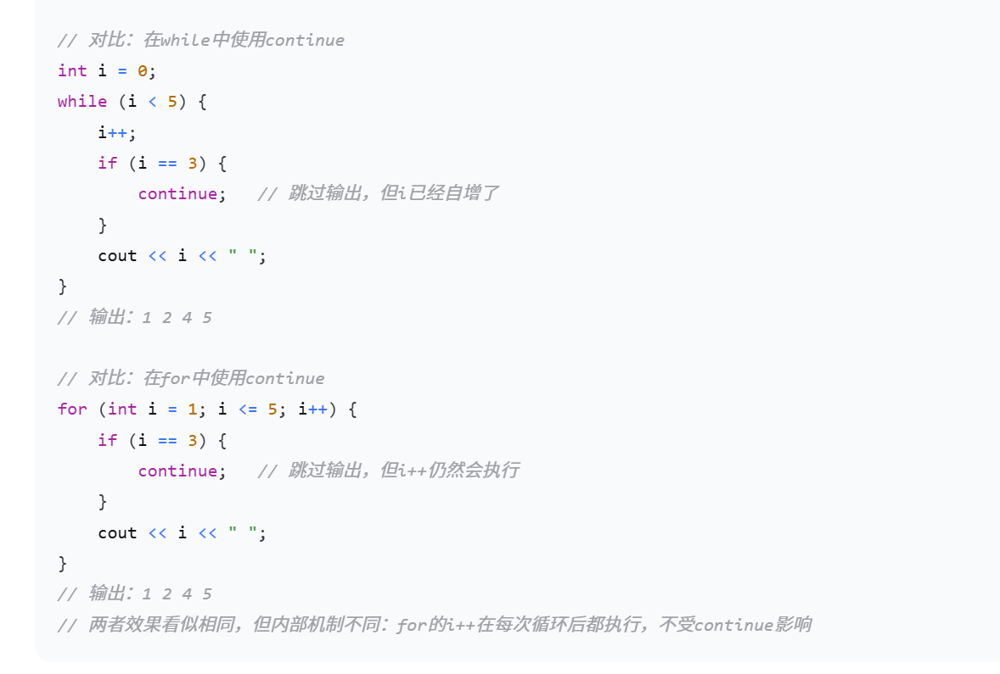 // 对比：在while中使用continue
int i = 0;
while (i < 5) {
    i++;
    if (i == 3) {
        continue;   // 跳过输出，但i已经自增了
    }
    cout << i << " ";
}
// 输出：1 2 4 5

// 对比：在for中使用continue
for (int i = 1; i <= 5; i++) {
    if (i == 3) {
        continue;   // 跳过输出，但i++仍然会执行
    }
    cout << i << " ";
}
// 输出：1 2 4 5
// 两者效果看似相同，但内部机制不同：for的i++在每次循环后都执行，不受continue影响